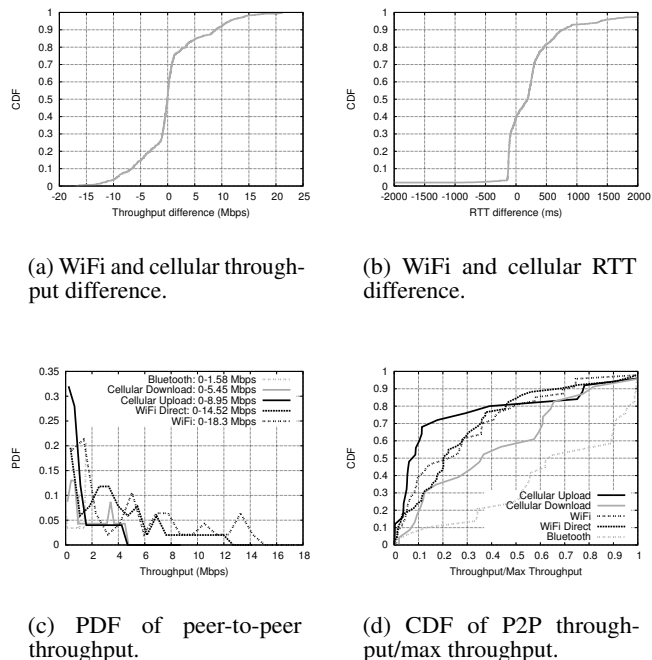 1
0.9
0.8
0.7
0.6
0.5
0.4
0.3
0.2
0.1
0
CDF
-20 -15 -10 -5 0 5 10 15 20 25
Throughput difference (Mbps)
1
0.9
0.8
0.7
0.6
0.5
0.4
0.3
0.2
0.1
0
CDF
-2000 -1500 -1000 -500 0 500 1000 1500 2000
RTT difference (ms)
(a) WiFi and cellular through-
put difference.
(b) WiFi and cellular RTT
difference.
0.35
0.3
0.25
0.2
0.15
0.1
0.05
0
PDF
Bluetooth: 0-1.58 Mbps
Cellular Download: 0-5.45 Mbps
Cellular Upload: 0-8.95 Mbps
WiFi Direct: 0-14.52 Mbps
WiFi: 0-18.3 Mbps
0 2 4 6 8 10 12 14 16 18
Throughput (Mbps)
1
0.9
0.8
0.7
0.6
0.5
0.4
0.3
0.2
0.1
0
CDF
Cellular Upload
Cellular Download
WiFi
WiFi Direct
Bluetooth
0 0.1 0.2 0.3 0.4 0.5 0.6 0.7 0.8 0.9 1
Throughput/Max Throughput
(c) PDF of peer-to-peer
throughput.
(d) CDF of P2P through-
put/max throughput.